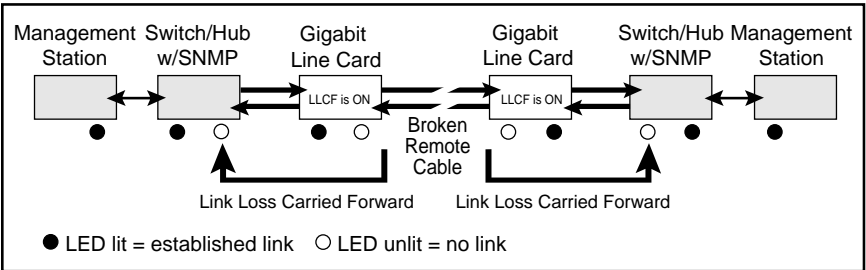 Management Station
Switch/Hub w/SNMP
Gigabit Line Card
Gigabit Line Card
Switch/Hub w/SNMP
Management Station
LLCF is ON
LLCF is ON
Broken
Remote
Cable
Link Loss Carried Forward
Link Loss Carried Forward
LED lit = established link
LED unlit = no link